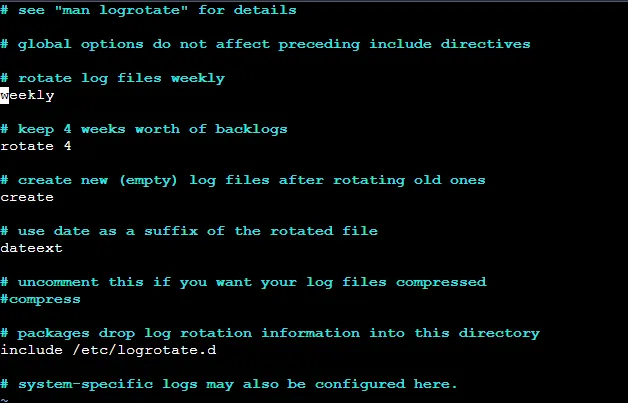 # see "man logrotate" for details
# global options do not affect preceding include directives
# rotate log files weekly
weekly
# keep 4 weeks worth of backlogs
rotate 4
# create new (empty) log files after rotating old ones
create
# use date as a suffix of the rotated file
dateext
# uncomment this if you want your log files compressed
#compress
# packages drop log rotation information into this directory
include /etc/logrotate.d
# system-specific logs may also be configured here.
~